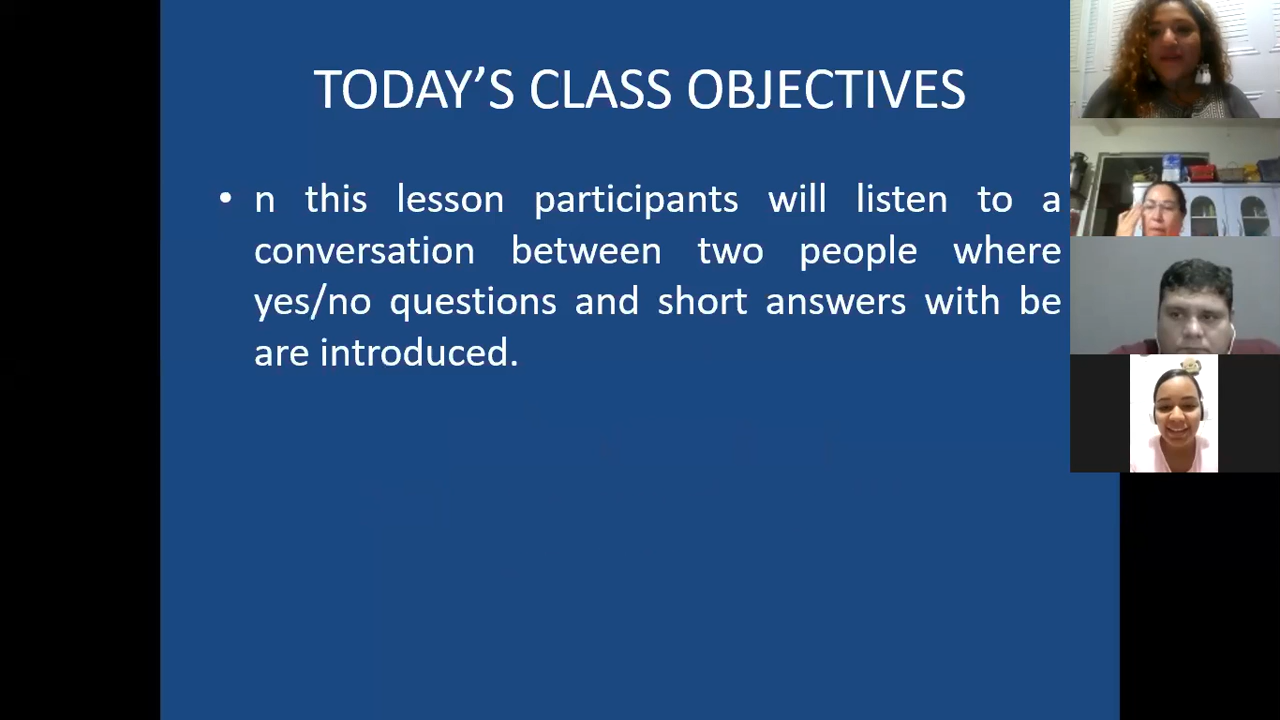 TODAY’S CLASS OBJECTIVES
• n this lesson participants will listen to a
conversation between two people where
yes/no questions and short answers with be
are introduced.